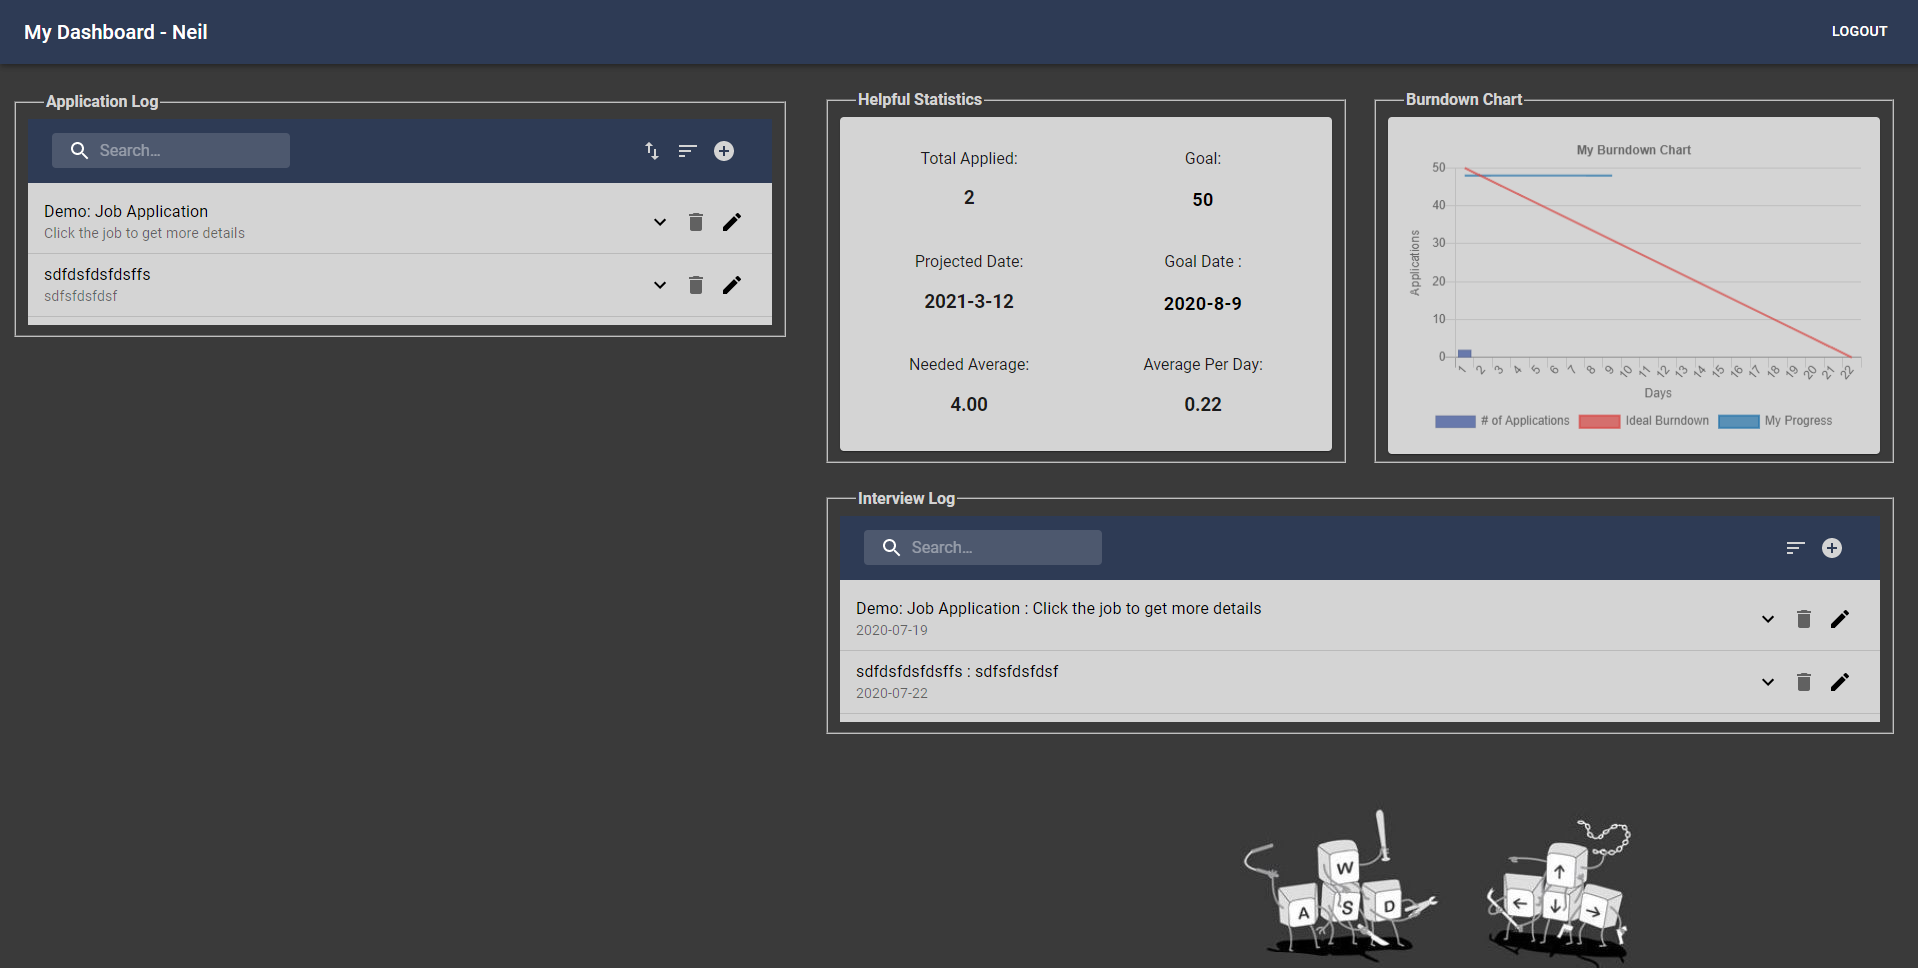 My Dashboard - Neil
LOGOUT
Application Log
Search...
Demo: Job Application
Click the job to get more details
sdfdsfdsfdsffs
sdfsfdsfdsf
Helpful Statistics
Total Applied:
2
Goal:
50
Projected Date:
2021-3-12
Goal Date :
2020-8-9
Needed Average:
4.00
Average Per Day:
0.22
Burndown Chart
My Burndown Chart
50
40
30
20
10
0
Applications
1 2 3 4 5 6 7 8 9 10 11 12 13 14 15 16 17 18 19 20 21 22
Days
# of Applications Ideal Burndown My Progress
Interview Log
Search...
Demo: Job Application : Click the job to get more details
2020-07-19
sdfdsfdsfdsffs : sdfsfdsfdsf
2020-07-22
W
A S D
↑
← ↓ →